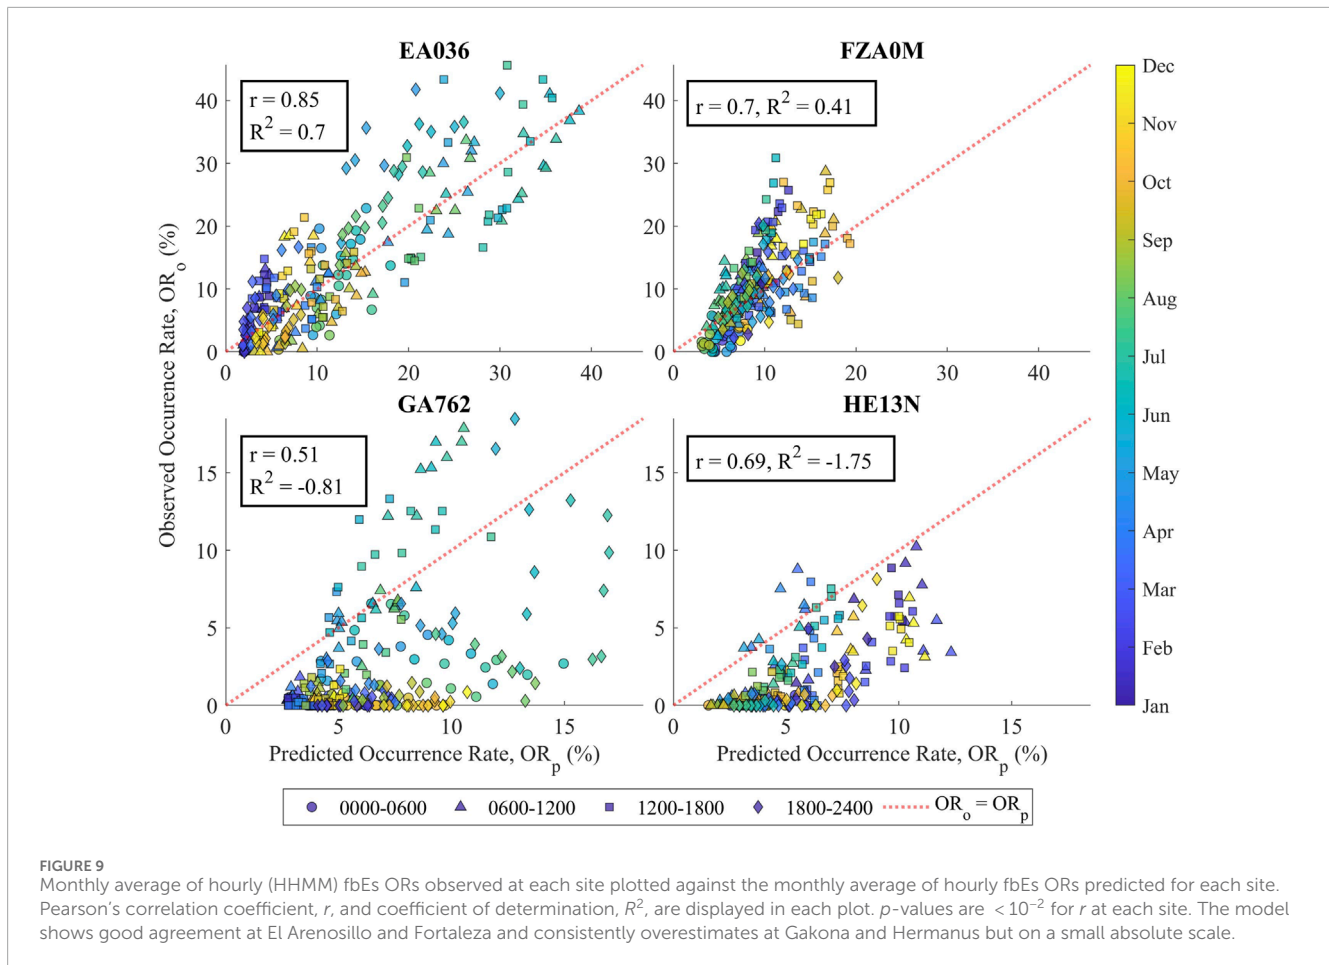 EA036
FZA0M
r = 0.85
R² = 0.7
r = 0.7, R² = 0.41
40
30
20
10
0
0 10 20 30 40
40
30
20
10
0
0 10 20 30 40
GA762
HE13N
r = 0.51
R² = -0.81
r = 0.69, R² = -1.75
15
10
5
0
0 5 10 15
15
10
5
0
0 5 10 15
Observed Occurrence Rate, ORo (%)
Predicted Occurrence Rate, ORp (%)
Predicted Occurrence Rate, ORp (%)
Dec
Nov
Oct
Sep
Aug
Jul
Jun
May
Apr
Mar
Feb
Jan
0000-0600 0600-1200 1200-1800 1800-2400 ORo = ORp
FIGURE 9
Monthly average of hourly (HHMM) fbEs ORs observed at each site plotted against the monthly average of hourly fbEs ORs predicted for each site.
Pearson's correlation coefficient, r, and coefficient of determination, R², are displayed in each plot. p-values are <10⁻² for r at each site. The model
shows good agreement at El Arenosillo and Fortaleza and consistently overestimates at Gakona and Hermanus but on a small absolute scale.